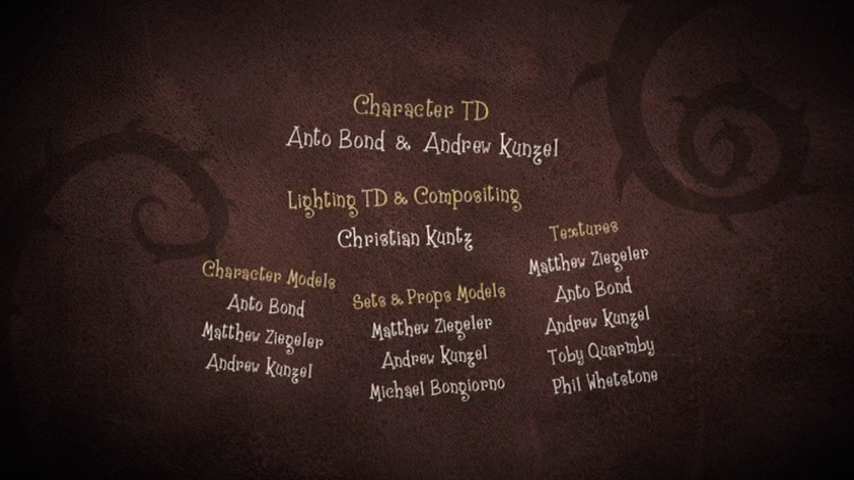 Character TD
Anto Bond & Andrew Kunzel
Lighting TD & Compositing
Christian Kuntz
Character Models
Anto Bond
Matthew Ziegeler
Andrew Kunzel
Sets & Props Models
Matthew Ziegeler
Andrew Kunzel
Michael Bongiorno
Textures
Matthew Ziegeler
Anto Bond
Andrew Kunzel
Toby Quarmby
Phil Whetstone